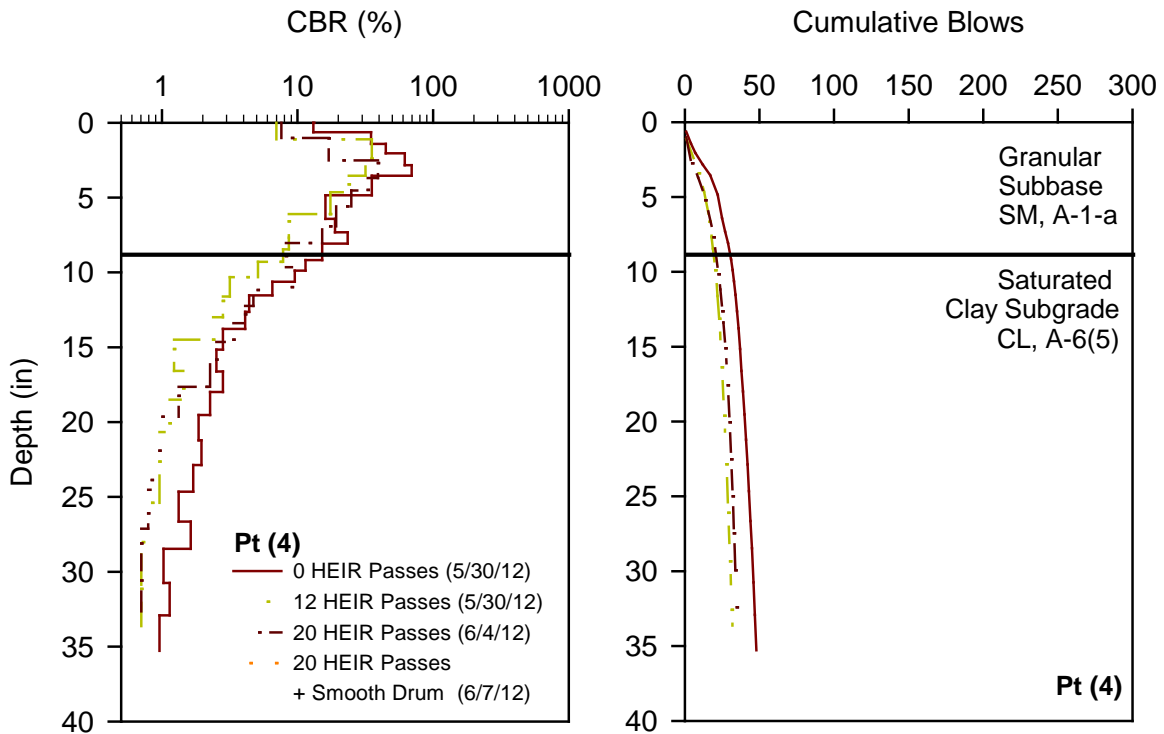 CBR (%)
1 10 100 1000
0
5
10
15
20
25
30
35
40
Depth (in)
Pt (4)
0 HEIR Passes (5/30/12)
12 HEIR Passes (5/30/12)
20 HEIR Passes (6/4/12)
20 HEIR Passes
+ Smooth Drum (6/7/12)
Cumulative Blows
0 50 100 150 200 250 300
0
5
10
15
20
25
30
35
40
Granular
Subbase
SM, A-1-a
Saturated
Clay Subgrade
CL, A-6(5)
Pt (4)